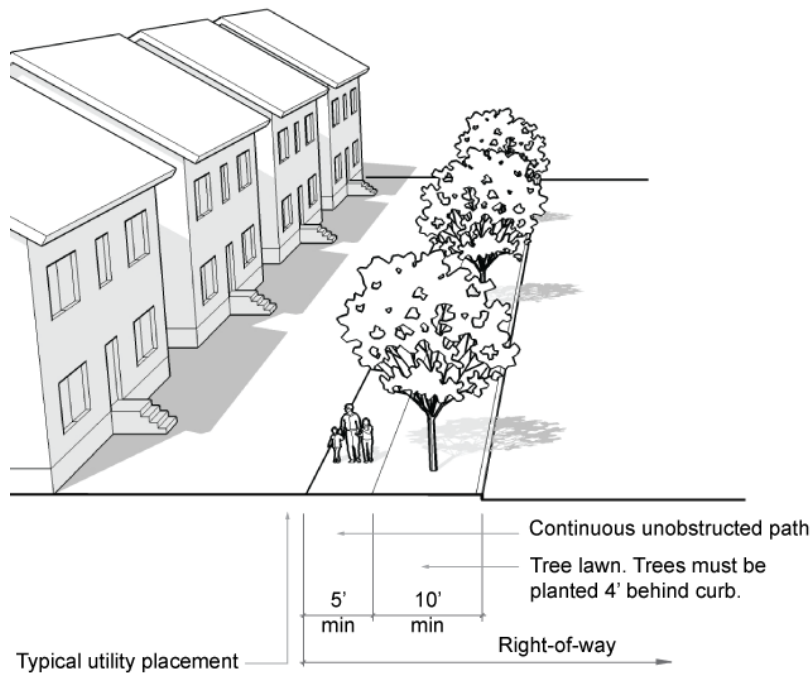 Continuous unobstructed path
Tree lawn. Trees must be
planted 4’ behind curb.
5’
min
10’
min
Right-of-way
Typical utility placement